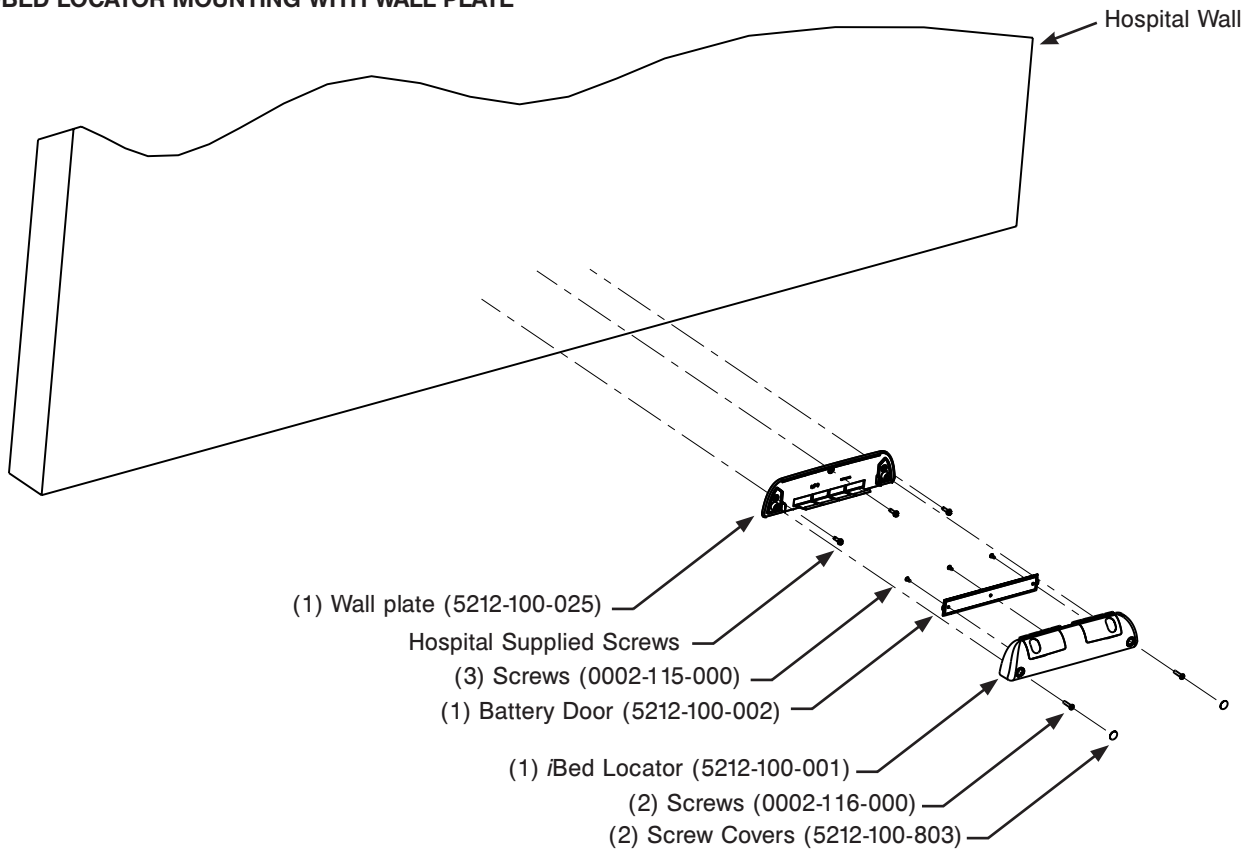 BED LOCATOR MOUNTING WITH WALL PLATE
Hospital Wall
(1) Wall plate (5212-100-025)
Hospital Supplied Screws
(3) Screws (0002-115-000)
(1) Battery Door (5212-100-002)
(1) iBed Locator (5212-100-001)
(2) Screws (0002-116-000)
(2) Screw Covers (5212-100-803)